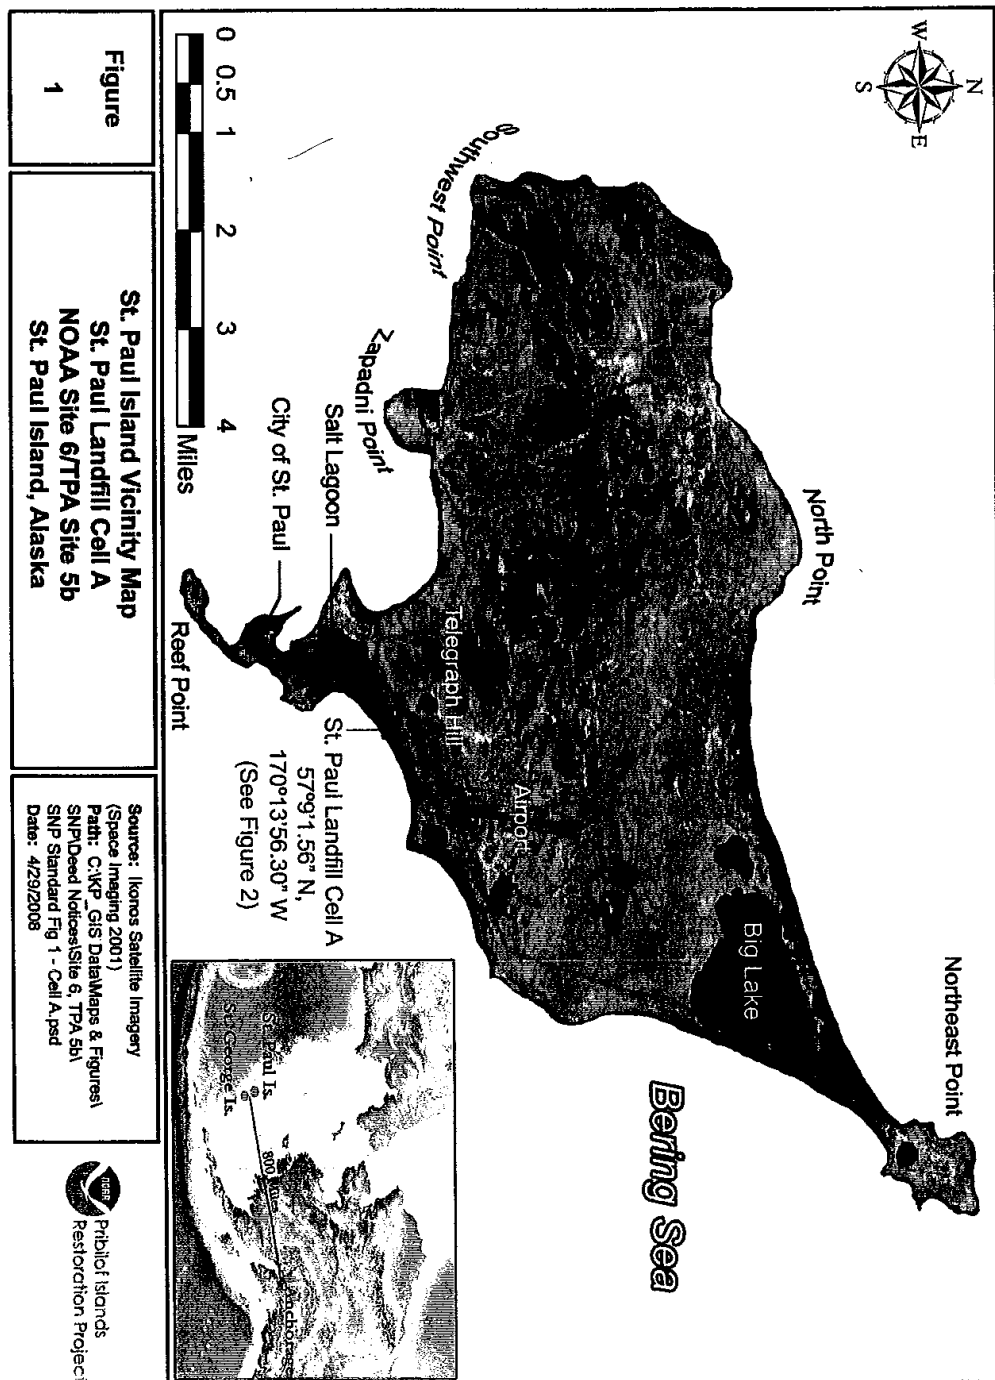 N
W
E
S
Southwest Point
Zapadni Point
North Point
Northeast Point
Big Lake
Bering Sea
Airport
Telegraph Hill
Salt Lagoon
City of St. Paul
Reef Point
St. Paul Landfill Cell A
57°9'1.56" N,
170°13'56.30" W
(See Figure 2)
0 0.5 1 2 3 4 Miles
St. Paul Is.
St. George Is.
800 Miles
Anchorage
Figure
1
St. Paul Island Vicinity Map
St. Paul Landfill Cell A
NOAA Site 6/TPA Site 5b
St. Paul Island, Alaska
Source: Ikonos Satellite Imagery
(Space Imaging 2001)
Path: C:\KP_GIS Data\Maps & Figures\
SNP\Deed Notices\Site 6, TPA 5b\
SNP Standard Fig 1 - Cell A.psd
Date: 4/29/2008
NOAA
Pribilof Islands
Restoration Project